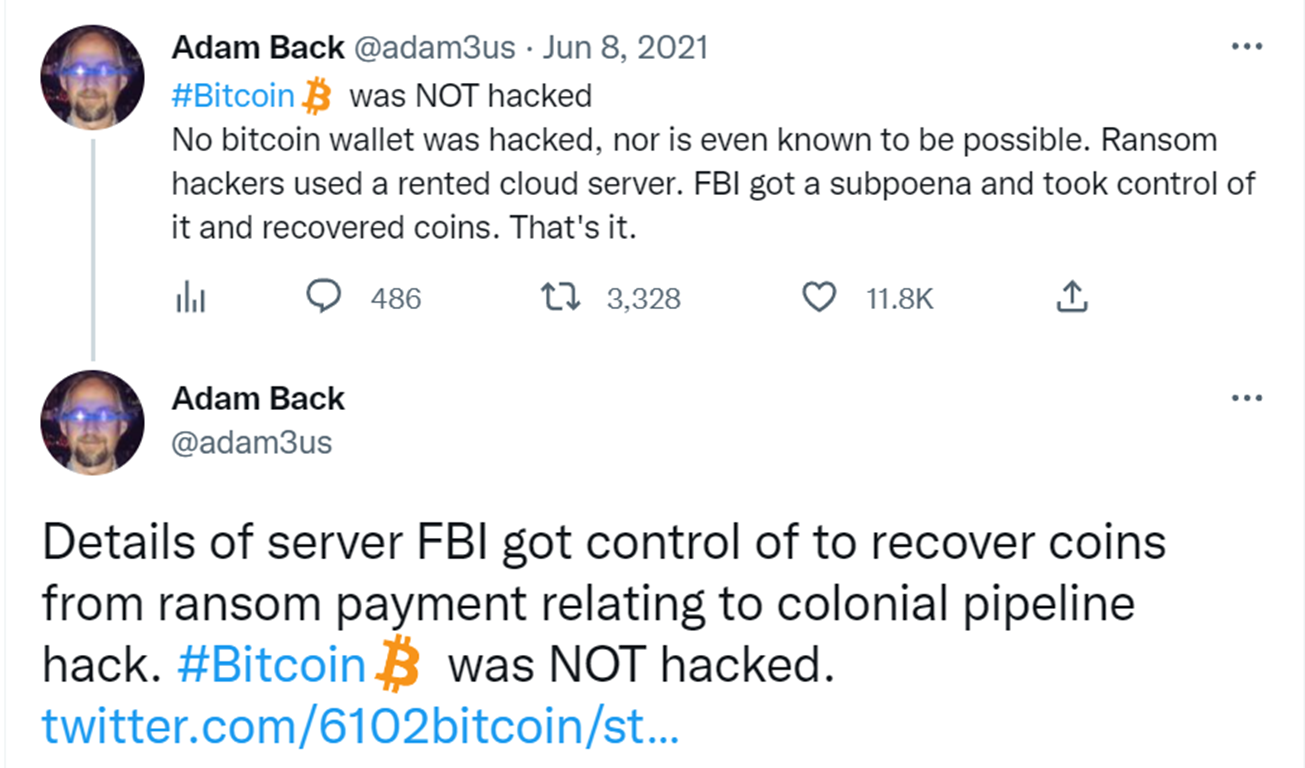 Adam Back @adam3us · Jun 8, 2021
#Bitcoin was NOT hacked
No bitcoin wallet was hacked, nor is even known to be possible. Ransom
hackers used a rented cloud server. FBI got a subpoena and took control of
it and recovered coins. That's it.
486 3,328 11.8K
Adam Back
@adam3us
Details of server FBI got control of to recover coins
from ransom payment relating to colonial pipeline
hack. #Bitcoin was NOT hacked.
twitter.com/6102bitcoin/st...